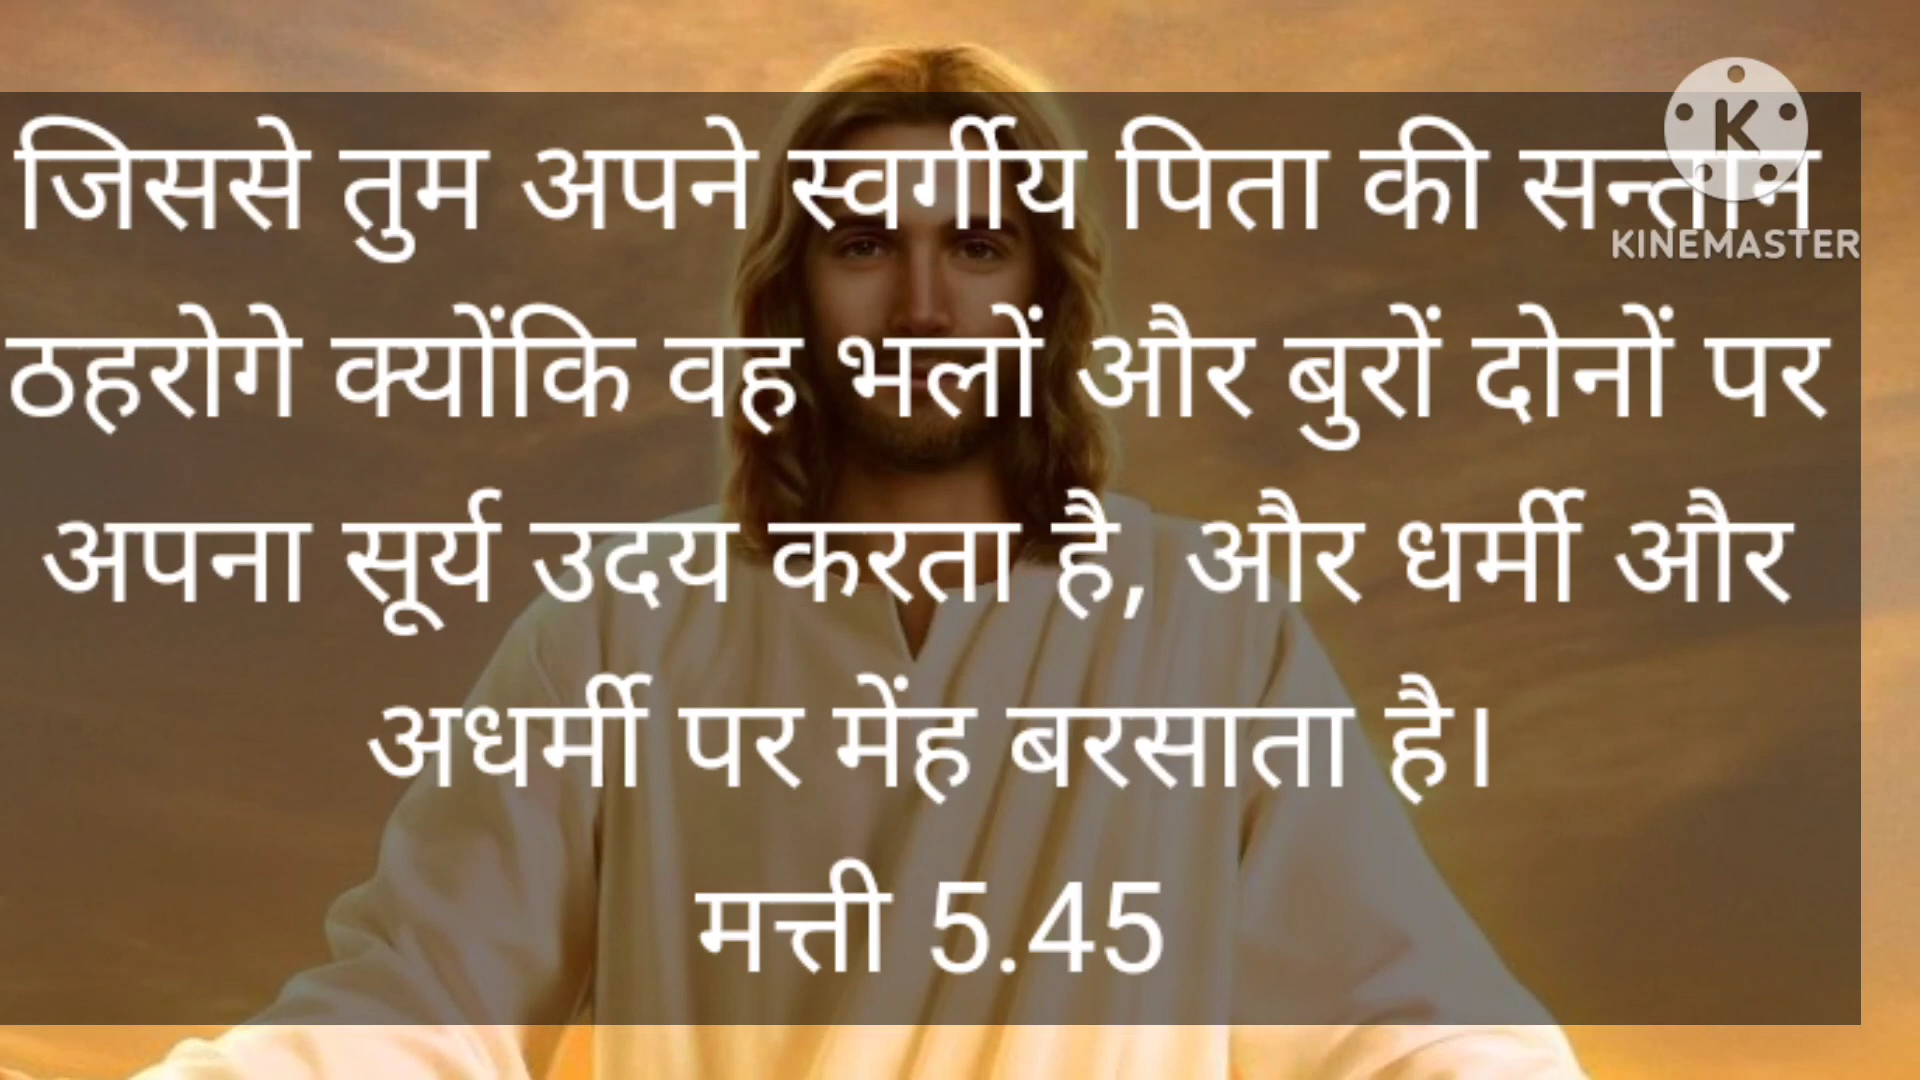 जिससे तुम अपने स्वर्गीय पिता की सन्तान
KINEMASTER
ठहरोगे क्योंकि वह भलों और बुरों दोनों पर
अपना सूर्य उदय करता है, और धर्मी और
अधर्मी पर मेंह बरसाता है।
मत्ती 5.45